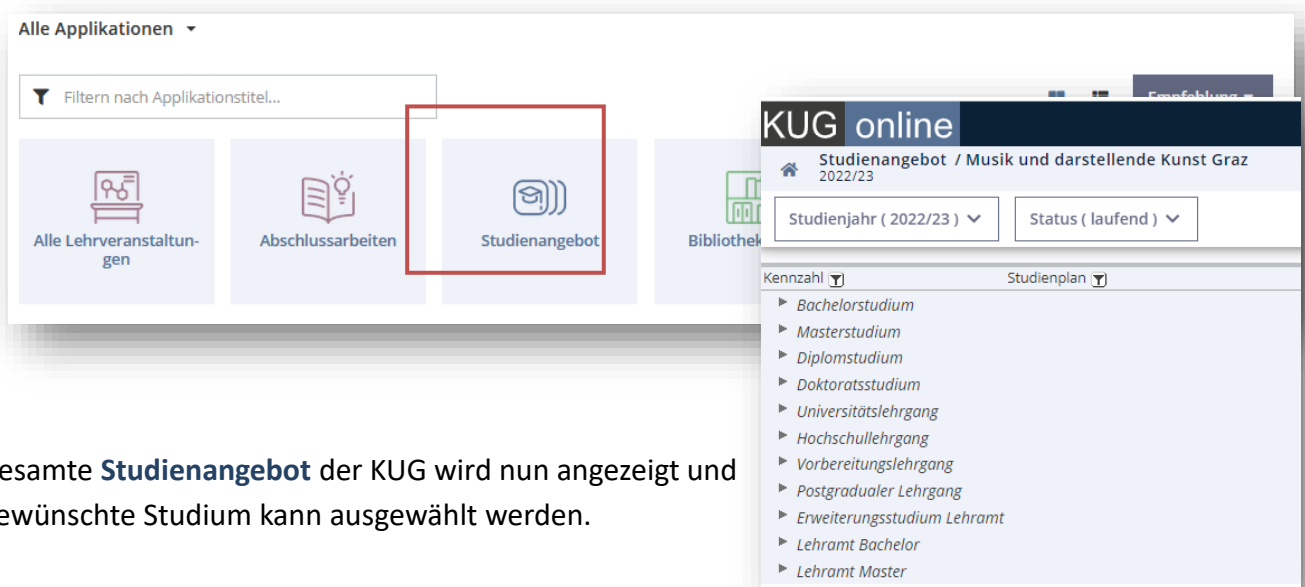 Alle Applikationen
Filtern nach Applikationstitel...
Empfehlung
Alle Lehrveranstaltun-
gen
Abschlussarbeiten
Studienangebot
KUG online
Studienangebot / Musik und darstellende Kunst Graz
2022/23
Studienjahr ( 2022/23 )
Status ( laufend )
Kennzahl
Studienplan
Bachelorstudium
Masterstudium
Diplomstudium
Doktoratsstudium
Universitätslehrgang
Hochschullehrgang
Vorbereitungslehrgang
Postgradualer Lehrgang
Erweiterungsstudium Lehramt
Lehramt Bachelor
Lehramt Master
esamte Studienangebot der KUG wird nun angezeigt und
ewünschte Studium kann ausgewählt werden.